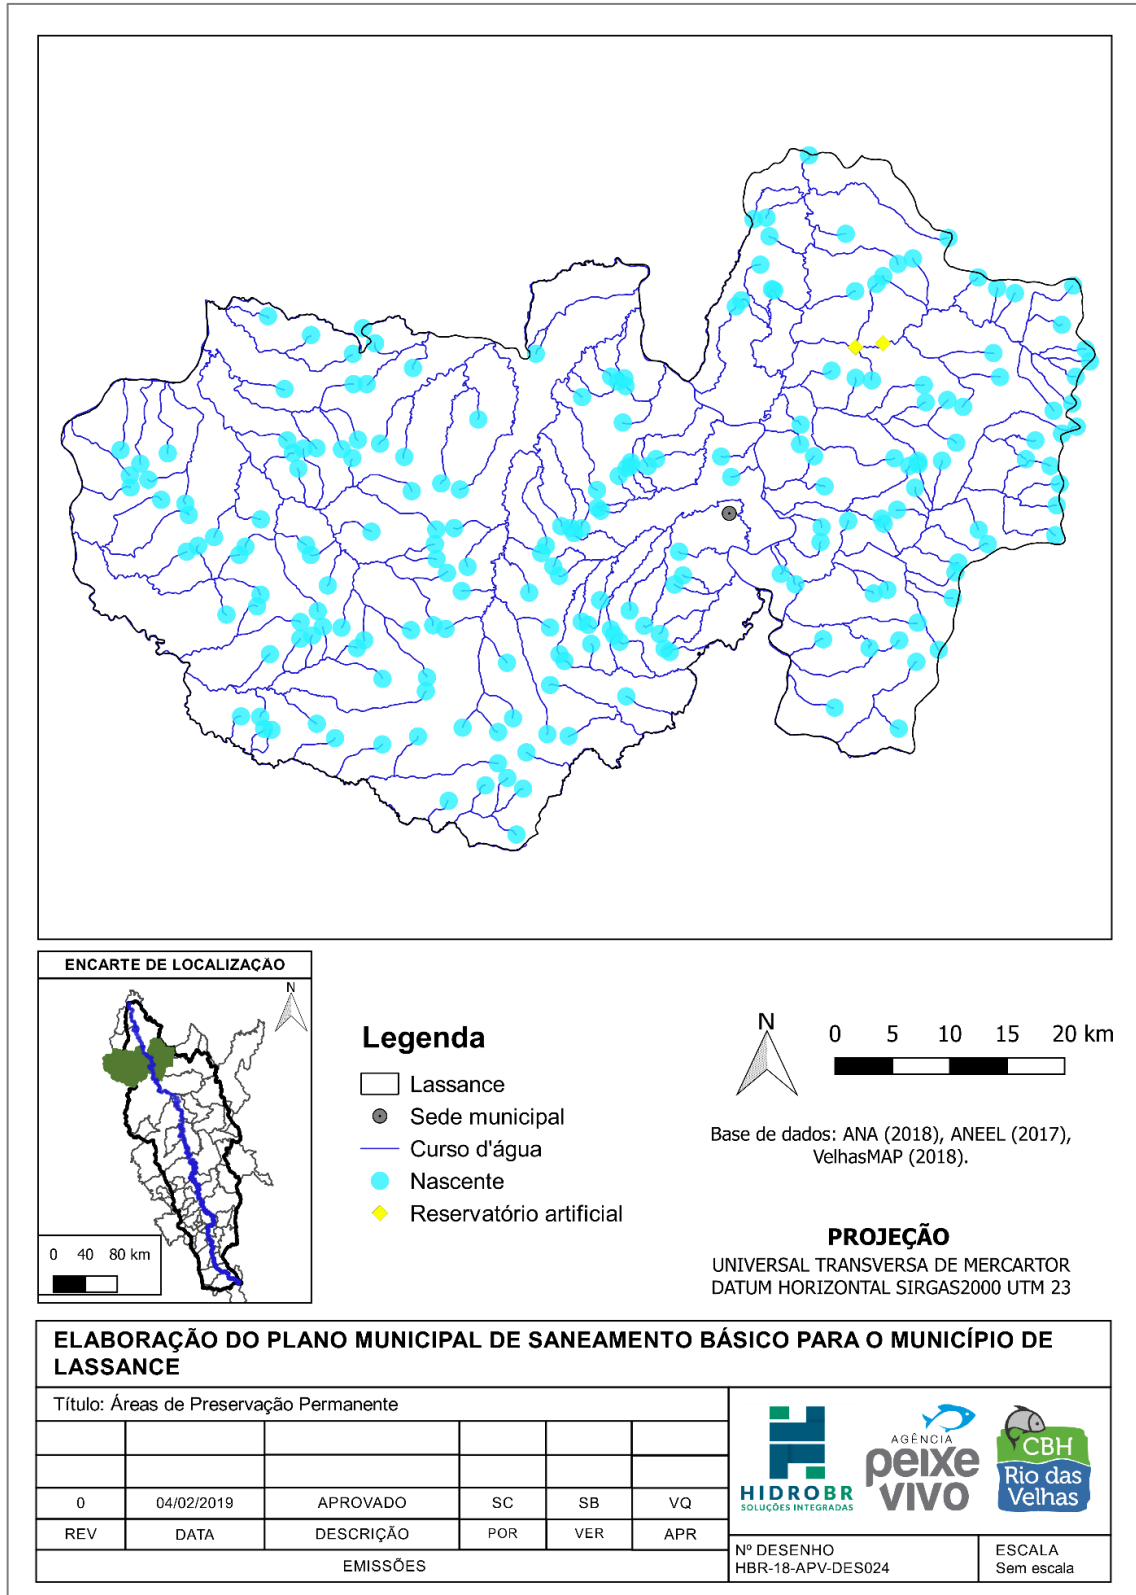 ENCARTE DE LOCALIZAÇÃO
N
0 40 80 km
Legenda
Lassance
Sede municipal
Curso d'água
Nascente
Reservatório artificial
N
0 5 10 15 20 km
Base de dados: ANA (2018), ANEEL (2017),
VelhasMAP (2018).
PROJEÇÃO
UNIVERSAL TRANSVERSA DE MERCARTOR
DATUM HORIZONTAL SIRGAS2000 UTM 23
ELABORAÇÃO DO PLANO MUNICIPAL DE SANEAMENTO BÁSICO PARA O MUNICÍPIO DE
LASSANCE
Título: Áreas de Preservação Permanente
0 04/02/2019 APROVADO SC SB VQ
REV DATA DESCRIÇÃO POR VER APR
EMISSÕES
HIDROBR
SOLUÇÕES INTEGRADAS
AGÊNCIA
peixe
vivo
CBH
Rio das
Velhas
Nº DESENHO
HBR-18-APV-DES024
ESCALA
Sem escala